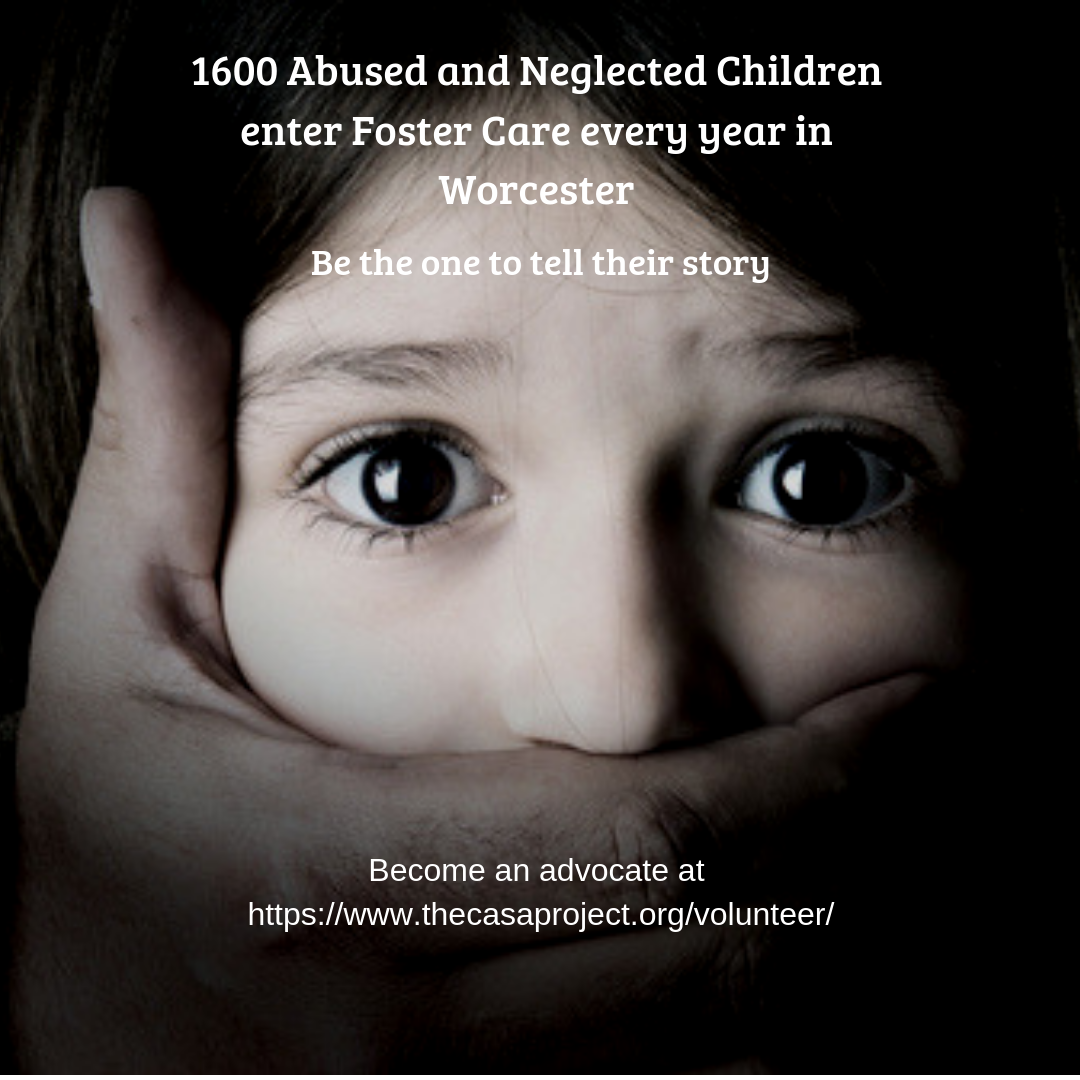 1600 Abused and Neglected Children
enter Foster Care every year in
Worcester
Be the one to tell their story
Become an advocate at
https://www.thecasaproject.org/volunteer/